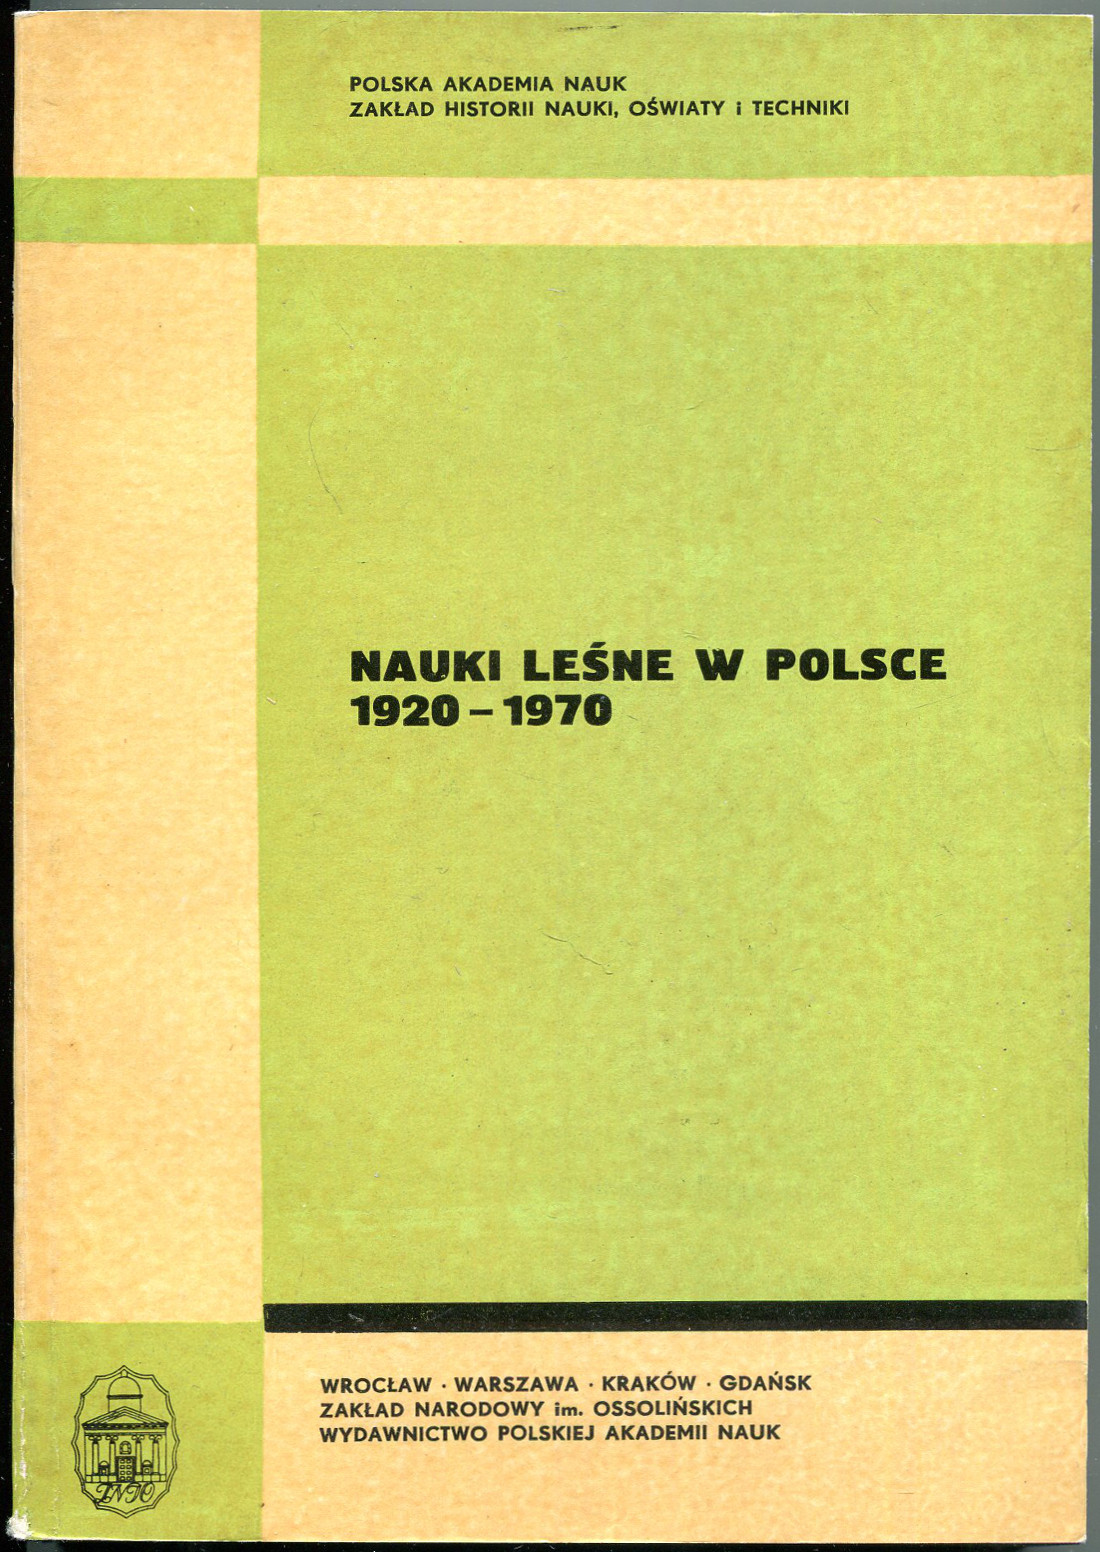 POLSKA AKADEMIA NAUK
ZAKŁAD HISTORII NAUKI, OŚWIATY i TECHNIKI
NAUKI LEŚNE W POLSCE
1920 – 1970
WROCŁAW · WARSZAWA · KRAKÓW · GDAŃSK
ZAKŁAD NARODOWY im. OSSOLIŃSKICH
WYDAWNICTWO POLSKIEJ AKADEMII NAUK